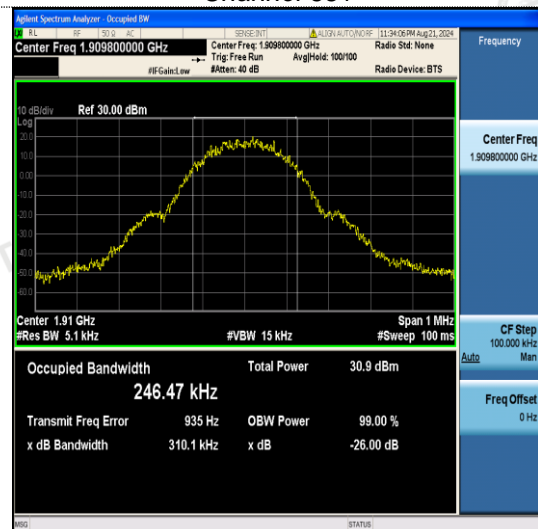 Agilent Spectrum Analyzer - Occupied BW
RL RF 50 Ω AC SENSE:INT ALIGN AUTO/NORF 11:34:06 PM Aug 21, 2024
Center Freq 1.909800000 GHz
Center Freq: 1.909800000 GHz
Radio Std: None
Trig: Free Run Avg|Hold: 100/100
#IFGain:Low #Atten: 40 dB Radio Device: BTS
Frequency
10 dB/div Ref 30.00 dBm
Log
20.0
10.0
0.00
-10.0
-20.0
-30.0
-40.0
-50.0
-60.0
Center 1.91 GHz Span 1 MHz
#Res BW 5.1 kHz #VBW 15 kHz #Sweep 100 ms
Occupied Bandwidth Total Power 30.9 dBm
246.47 kHz
Transmit Freq Error 935 Hz OBW Power 99.00 %
x dB Bandwidth 310.1 kHz x dB -26.00 dB
Center Freq
1.909800000 GHz
CF Step
100.000 kHz
Auto Man
Freq Offset
0 Hz
MSG STATUS